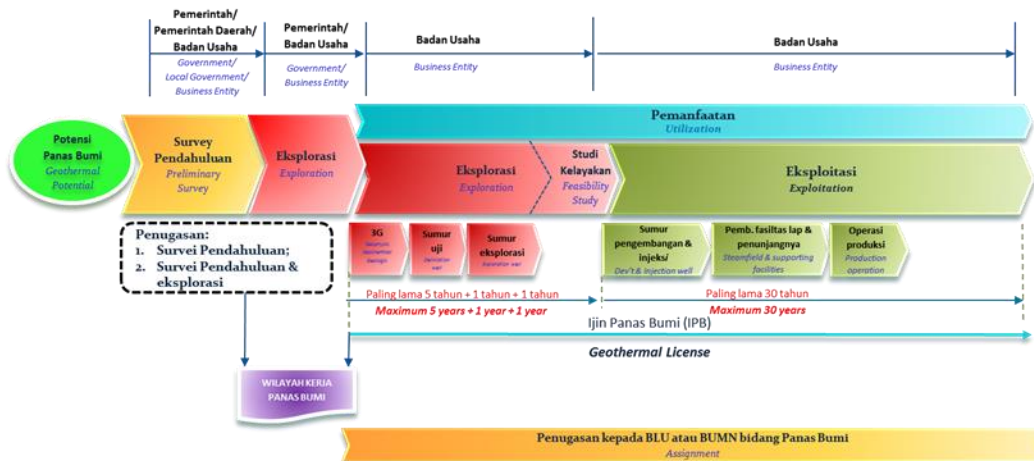 Pemerintah/
Pemerintah Daerah/
Badan Usaha
Government/
Local Government/
Business Entity
Pemerintah/
Badan Usaha
Government/
Business Entity
Badan Usaha
Business Entity
Badan Usaha
Business Entity
Potensi
Panas Bumi
Geothermal
Potential
Survey
Pendahuluan
Preliminary
Survey
Eksplorasi
Exploration
Pemanfaatan
Utilization
Eksplorasi
Exploration
Studi
Kelayakan
Feasibility
Study
Eksploitasi
Exploitation
Penugasan:
1. Survei Pendahuluan;
2. Survei Pendahuluan &
eksplorasi
3G
Sumur uji
Sumur eksplorasi
Exploration well
Sumur
pengembangan &
injeksi
Dev't & Injection well
Pemb. fasiltas lap &
penunjangnya
Steamfield & supporting
facilities
Operasi
produksi
Production
operation
Paling lama 5 tahun + 1 tahun + 1 tahun
Maximum 5 years + 1 year + 1 year
Paling lama 30 tahun
Maximum 30 years
Ijin Panas Bumi (IPB)
Geothermal License
WILAYAH KERJA
PANAS BUMI
Penugasan kepada BLU atau BUMN bidang Panas Bumi
Assignment